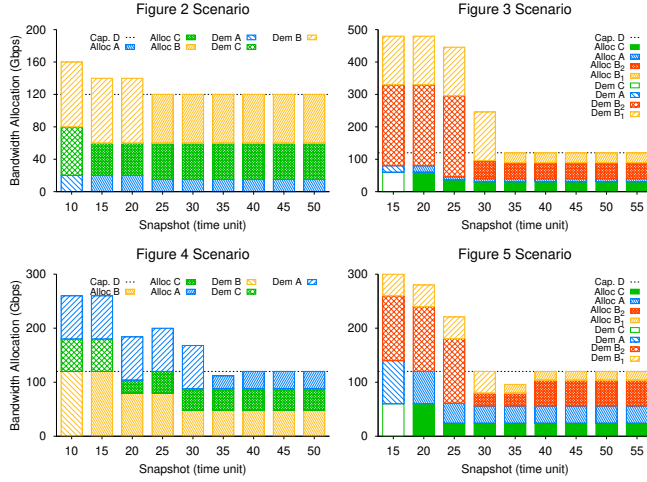 Figure 2 Scenario
Bandwidth Allocation (Gbps)
200
160
120
80
40
0
Cap. D Alloc C Dem A Dem B
Alloc A Alloc B Dem C
10 15 20 25 30 35 40 45 50
Snapshot (time unit)
Figure 3 Scenario
500
400
300
200
100
0
Cap. D
Alloc C
Alloc A
Alloc B2
Alloc B1
Dem C
Dem A
Dem B2
Dem B1
15 20 25 30 35 40 45 50 55
Snapshot (time unit)
Figure 4 Scenario
Bandwidth Allocation (Gbps)
300
200
100
0
Cap. D Alloc C Dem B Dem A
Alloc B Alloc A Dem C
10 15 20 25 30 35 40 45 50
Snapshot (time unit)
Figure 5 Scenario
300
200
100
0
Cap. D
Alloc C
Alloc A
Alloc B2
Alloc B1
Dem C
Dem A
Dem B2
Dem B1
15 20 25 30 35 40 45 50 55
Snapshot (time unit)